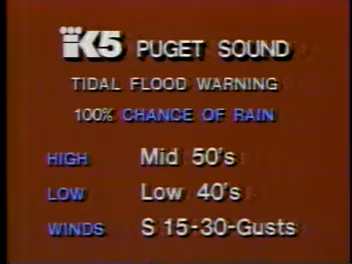 K5 PUGET SOUND
TIDAL FLOOD WARNING
100% CHANCE OF RAIN
HIGH Mid 50's
LOW Low 40's
WINDS S 15-30-Gusts